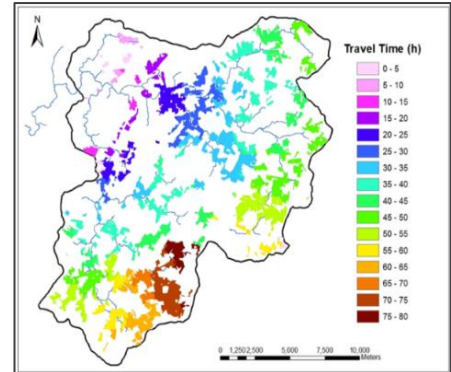 N
Travel Time (h)
0 - 5
5 - 10
10 - 15
15 - 20
20 - 25
25 - 30
30 - 35
35 - 40
40 - 45
45 - 50
50 - 55
55 - 60
60 - 65
65 - 70
70 - 75
75 - 80
0 1,250 2,500 5,000 7,500 10,000
Meters